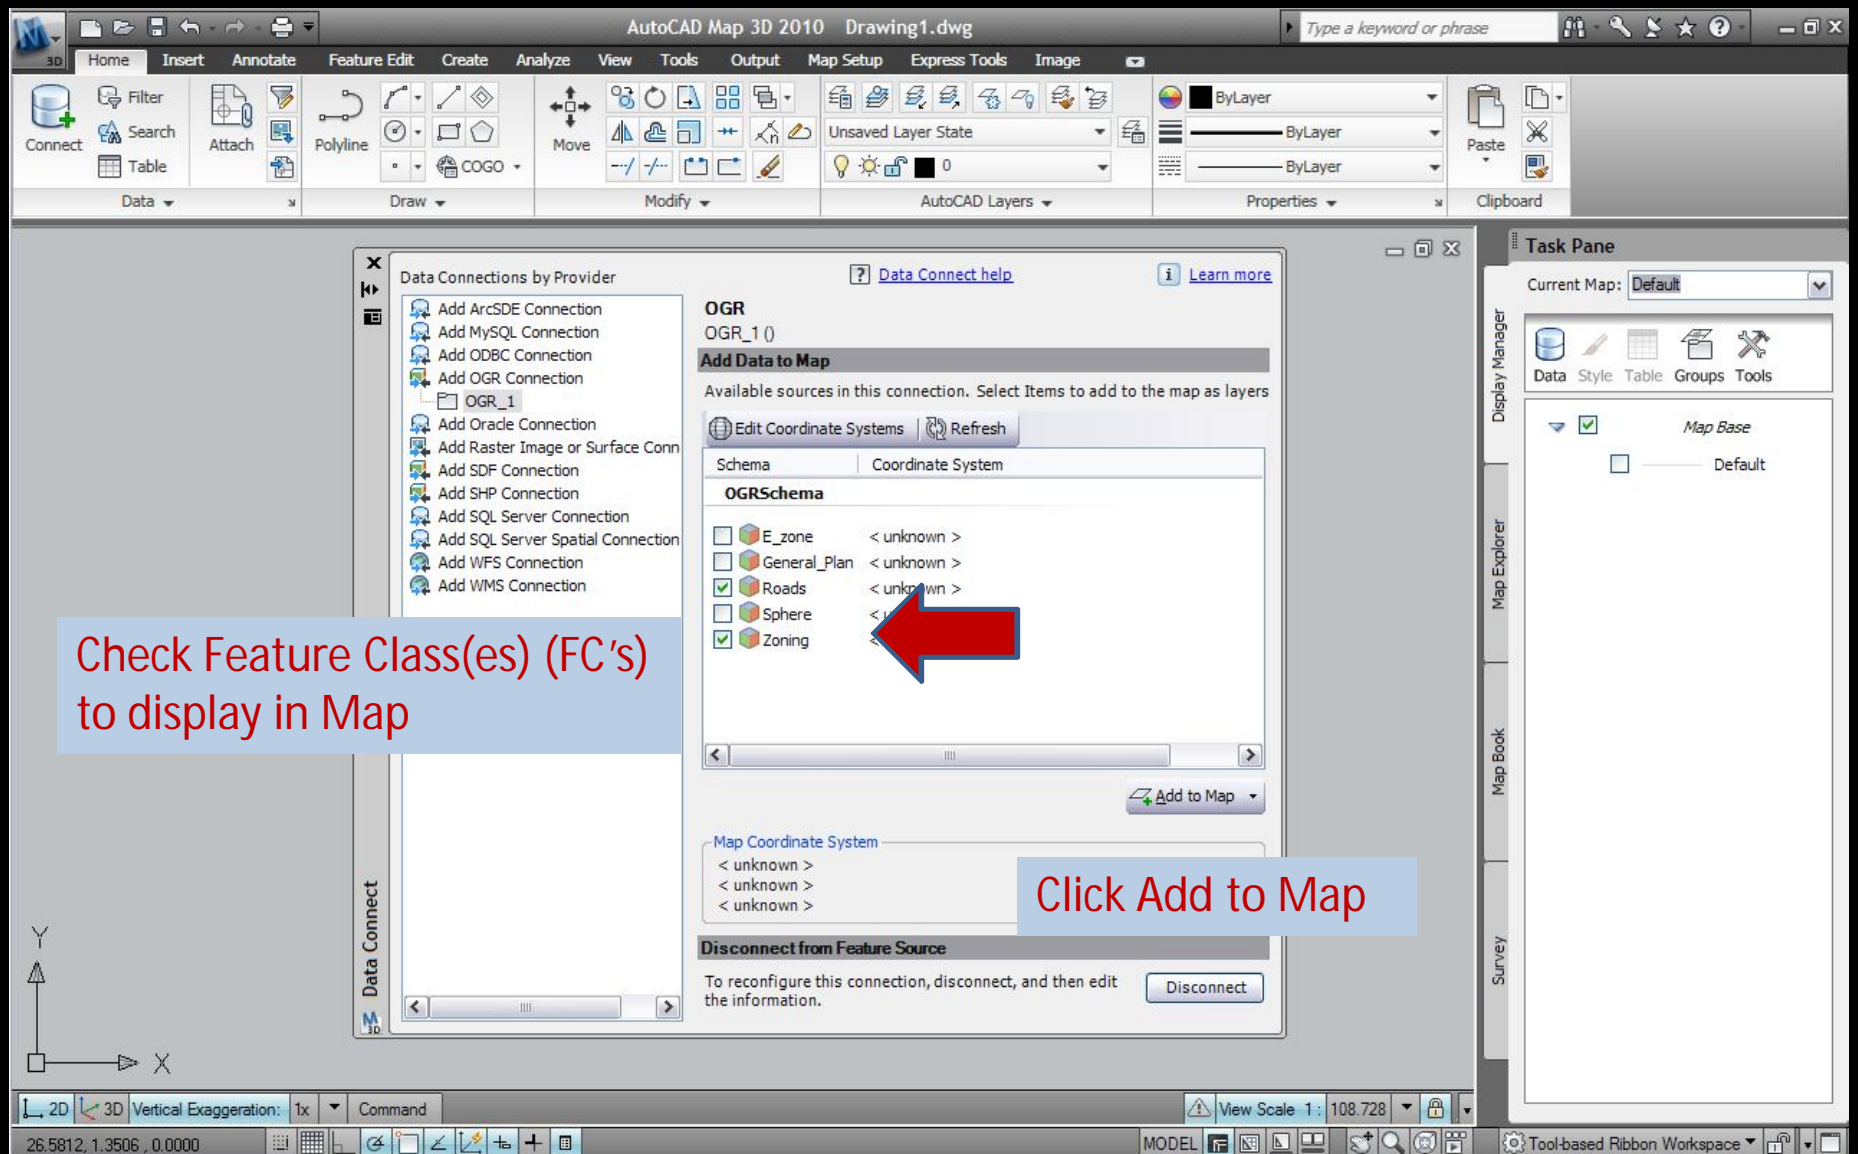 AutoCAD Map 3D 2010 Drawing1.dwg
Type a keyword or phrase
3D
Home Insert Annotate Feature Edit Create Analyze View Tools Output Map Setup Express Tools Image
Connect
Filter
Search
Table
Attach
Polyline
COGO
Move
Unsaved Layer State
0
ByLayer
ByLayer
ByLayer
Paste
Data
Draw
Modify
AutoCAD Layers
Properties
Clipboard
Data Connections by Provider
Data Connect help
Learn more
Add ArcSDE Connection
Add MySQL Connection
Add ODBC Connection
Add OGR Connection
OGR_1
Add Oracle Connection
Add Raster Image or Surface Conn
Add SDF Connection
Add SHP Connection
Add SQL Server Connection
Add SQL Server Spatial Connection
Add WFS Connection
Add WMS Connection
OGR
OGR_1 ()
Add Data to Map
Available sources in this connection. Select Items to add to the map as layers
Edit Coordinate Systems
Refresh
Schema Coordinate System
OGRSchema
E_zone < unknown >
General_Plan < unknown >
Roads < unknown >
Sphere
Zoning
Check Feature Class(es) (FC's)
to display in Map
Add to Map
Map Coordinate System
< unknown >
< unknown >
< unknown >
Click Add to Map
Disconnect from Feature Source
To reconfigure this connection, disconnect, and then edit
the information.
Disconnect
Data Connect
M
3D
Task Pane
Current Map: Default
Data Style Table Groups Tools
Map Base
Default
Display Manager
Map Explorer
Map Book
Survey
Y
X
2D 3D Vertical Exaggeration: 1x Command
View Scale 1 : 108.728
26.5812, 1.3506 , 0.0000
MODEL
Tool-based Ribbon Workspace